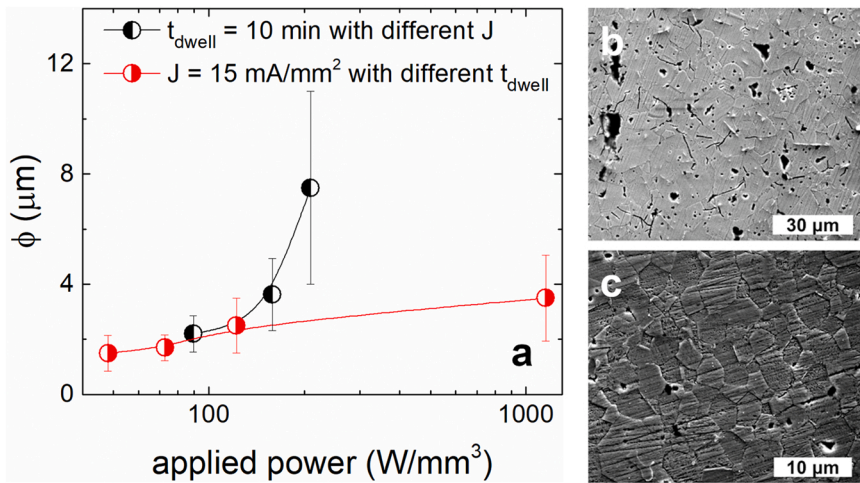 t_dwell = 10 min with different J
J = 15 mA/mm² with different t_dwell
12
8
4
0
ϕ (μm)
100
1000
applied power (W/mm³)
a
b
30 μm
c
10 μm